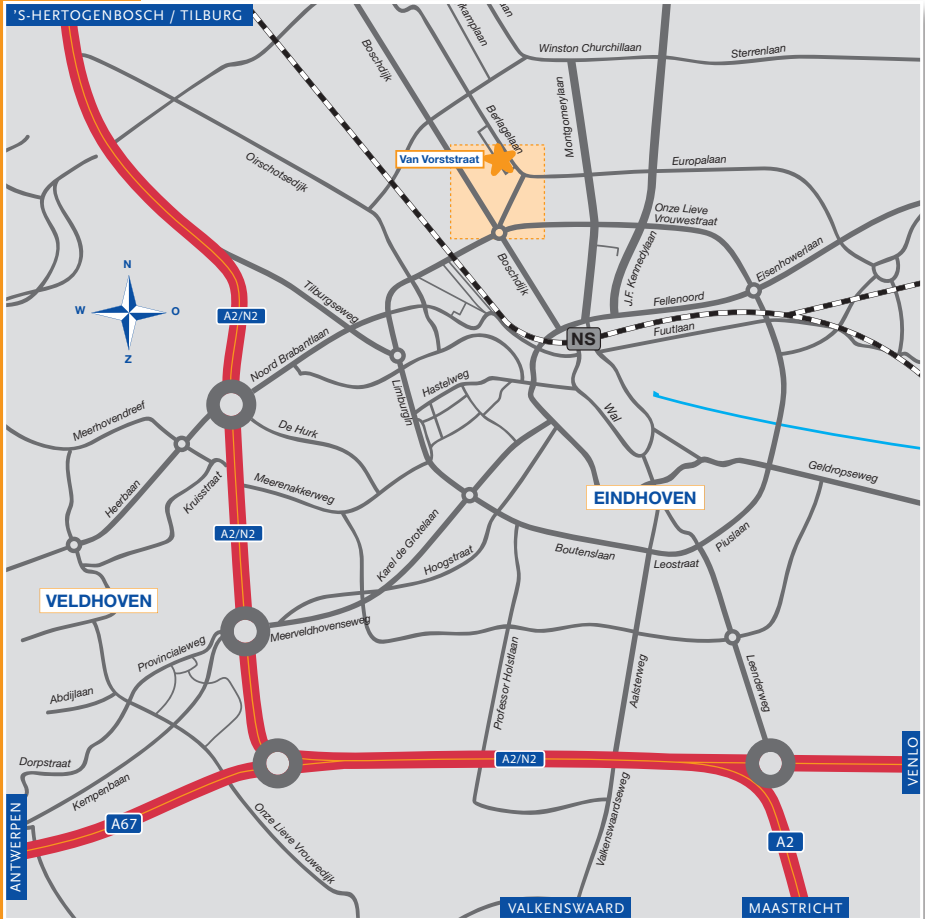 'S-HERTOGENBOSCH / TILBURG
Boschdijk
Winston Churchillaan
Sterrenlaan
Montgomerylaan
Berlagelaan
Van Vorststraat
Europalaan
Oirschotsedijk
Onze Lieve
Vrouwestraat
J.F. Kennedylaan
Eisenhowerlaan
Boschdijk
Tilburgseweg
Fellenoord
Fuutlaan
N
W
O
Z
A2/N2
NS
Noord Brabantlaan
Limburgln
Hastelweg
Wal
Meerhovendreef
De Hurk
Geldropseweg
Heerbaan
Kruisstraat
Meerenakkerweg
EINDHOVEN
A2/N2
Karel de Grotelaan
Hoogstraat
Boutenslaan
Leostraat
Piuslaan
VELDHOVEN
Meerveldhovenseweg
Provincialeweg
Professor Holstlaan
Aalsterweg
Leenderweg
Abdijlaan
Dorpstraat
Kempenbaan
A2/N2
VENLO
A67
ANTWERPEN
Onze Lieve Vrouwedijk
Valkenswaardseweg
A2
VALKENSWAARD
MAASTRICHT